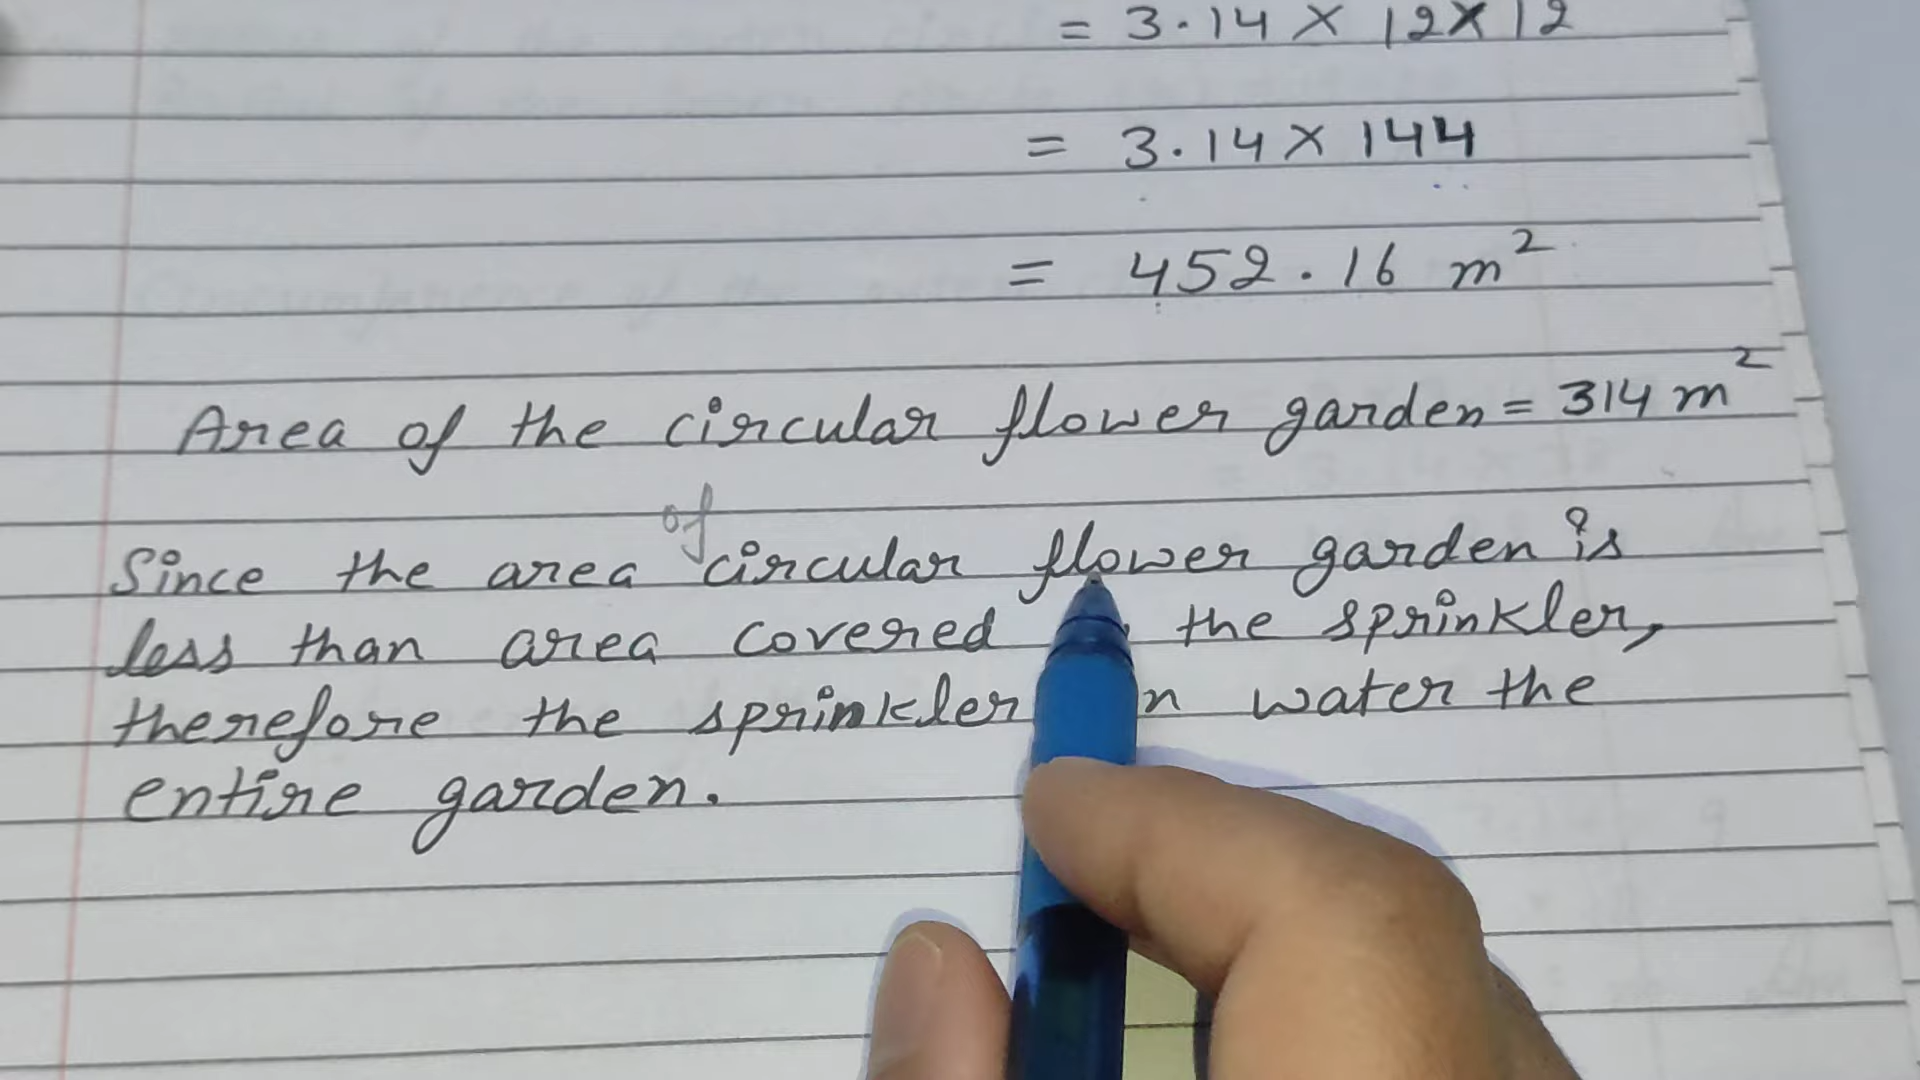 = 3.14 × 12 × 12
= 3.14 × 144
= 452.16 m²
Area of the circular flower garden = 314 m²
of
Since the area circular flower garden is
less than area covered the sprinkler,
therefore the sprinkler n water the
entire garden.